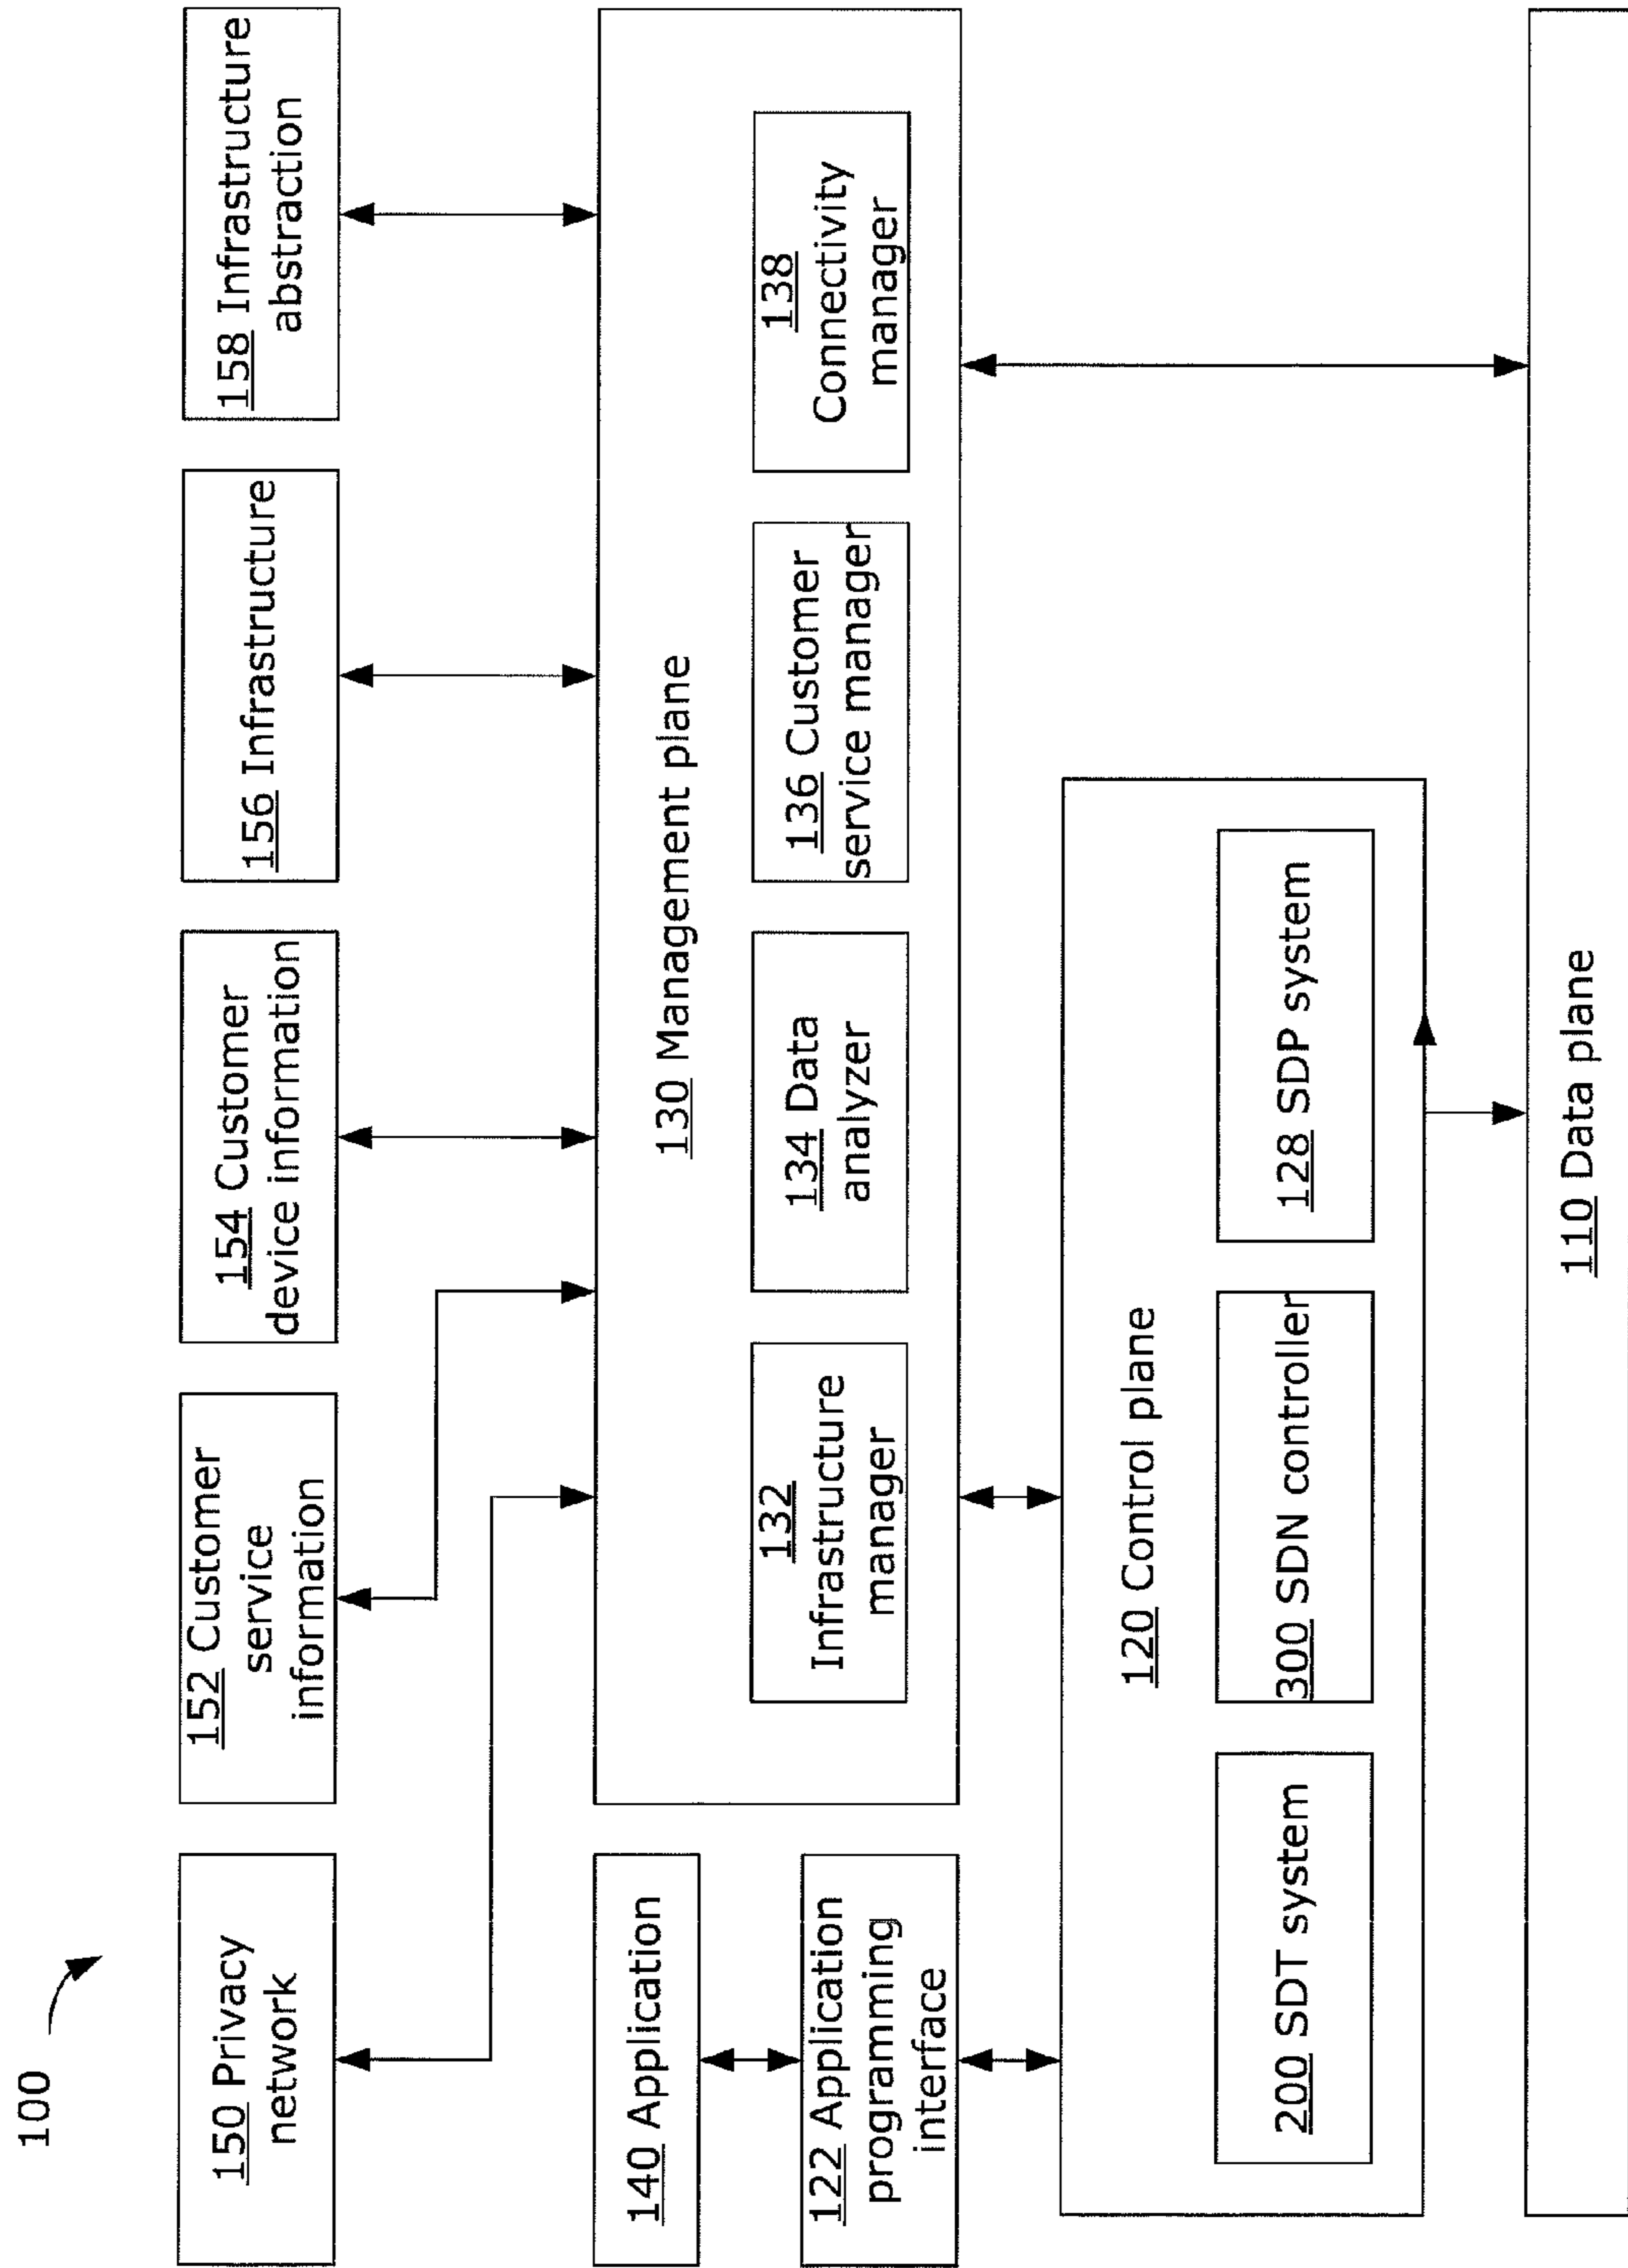 100
150 Privacy
network
152 Customer
service
information
154 Customer
device information
156 Infrastructure
158 Infrastructure
abstraction
140 Application
122 Application
programming
interface
130 Management plane
132
Infrastructure
manager
134 Data
analyzer
136 Customer
service manager
138
Connectivity
manager
120 Control plane
200 SDT system
300 SDN controller
128 SDP system
110 Data plane